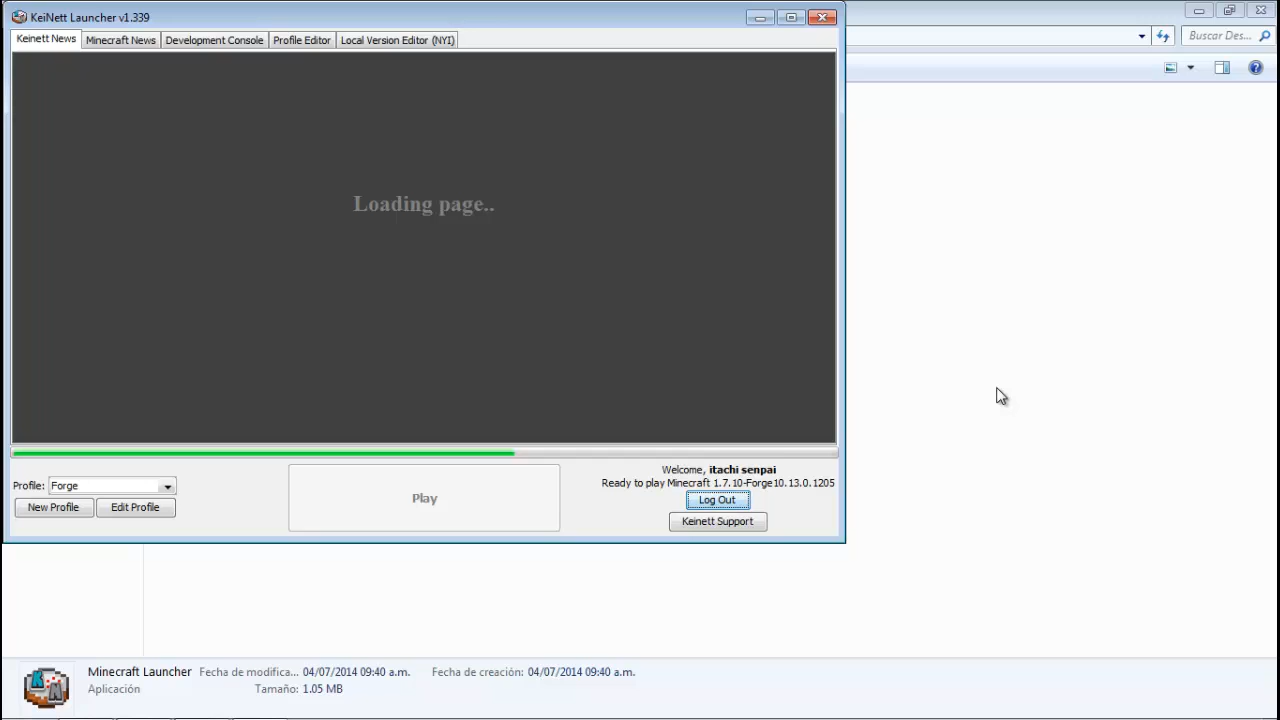 KeiNett Launcher v1.339
Keinett News
Minecraft News
Development Console
Profile Editor
Local Version Editor (NYI)
Buscar Des...
Loading page..
Profile:
Forge
New Profile
Edit Profile
Play
Welcome, itachi senpai
Ready to play Minecraft 1.7.10-Forge10.13.0.1205
Log Out
Keinett Support
Minecraft Launcher
Fecha de modifica... 04/07/2014 09:40 a.m.
Fecha de creación: 04/07/2014 09:40 a.m.
Aplicación
Tamaño: 1.05 MB